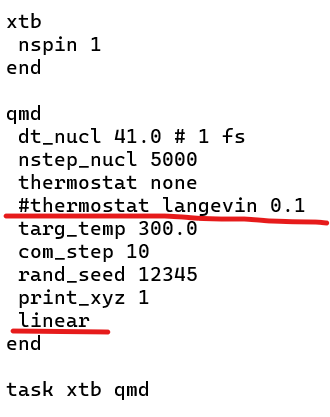 xtb
nspin 1
end
qmd
dt_nucl 41.0 # 1 fs
nstep_nucl 5000
thermostat none
#thermostat langevin 0.1
targ_temp 300.0
com_step 10
rand_seed 12345
print_xyz 1
linear
end
task xtb qmd